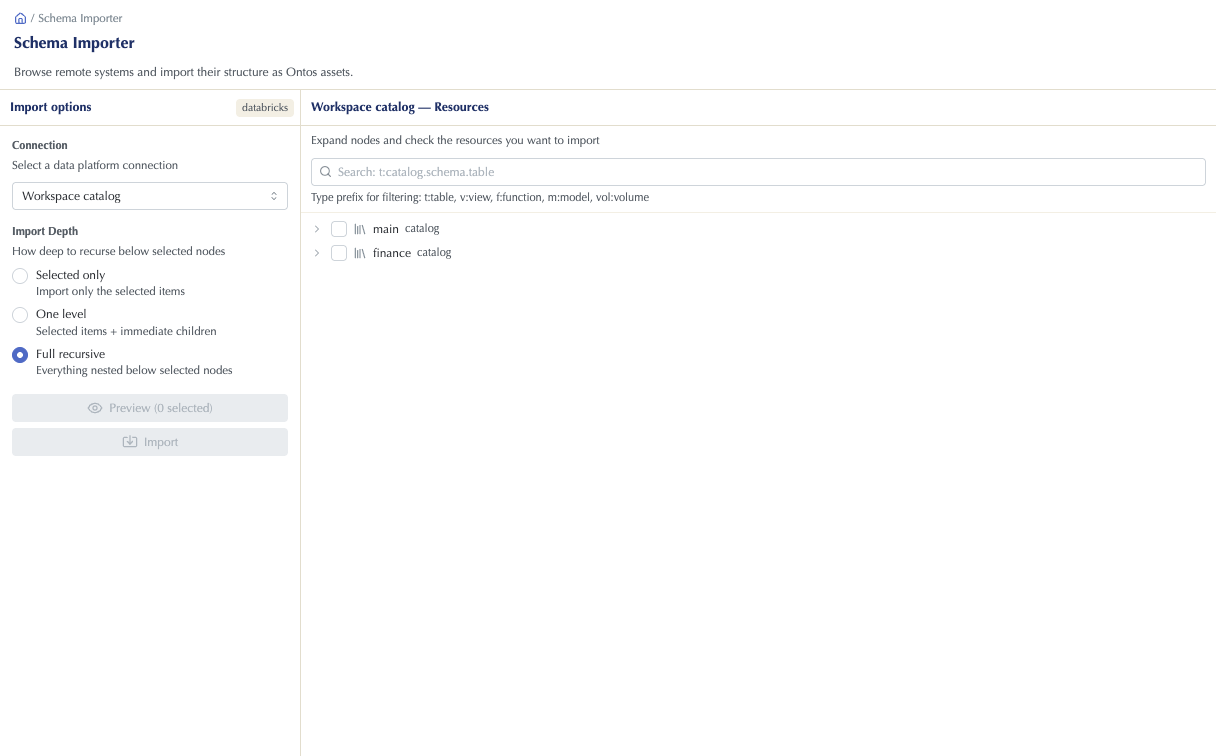 / Schema Importer
Schema Importer
Browse remote systems and import their structure as Ontos assets.
Import options
databricks
Connection
Select a data platform connection
Workspace catalog
Import Depth
How deep to recurse below selected nodes
Selected only
Import only the selected items
One level
Selected items + immediate children
Full recursive
Everything nested below selected nodes
Preview (0 selected)
Import
Workspace catalog — Resources
Expand nodes and check the resources you want to import
Search: t:catalog.schema.table
Type prefix for filtering: t:table, v:view, f:function, m:model, vol:volume
main catalog
finance catalog